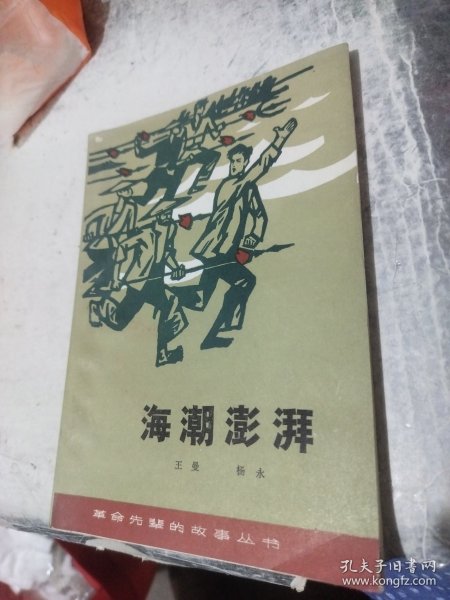 海潮澎湃
王曼 杨永
革命先辈的故事丛书
孔夫子旧书网
www.kongfz.com